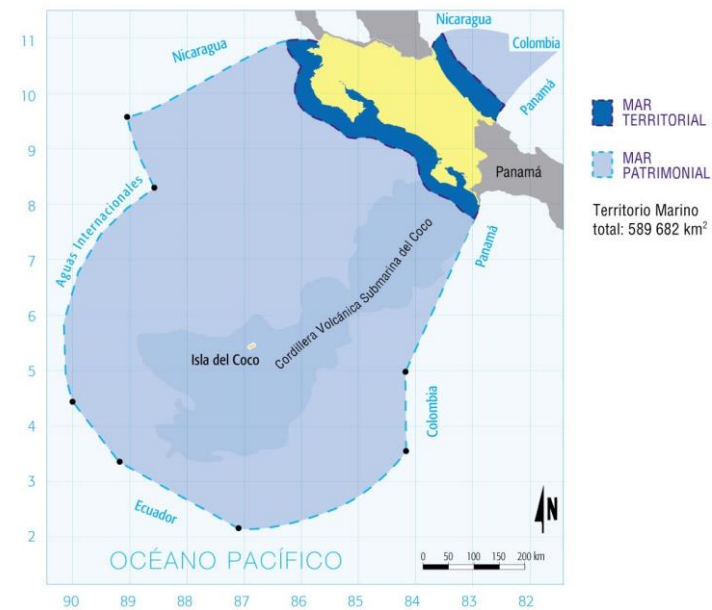 Nicaragua
Colombia
Panamá
Nicaragua
Panamá
Panamá
Aguas Internacionales
Cordillera Volcánica Submarina del Coco
Isla del Coco
Colombia
Ecuador
OCÉANO PACÍFICO
N
0 50 100 150 200 km
11
10
9
8
7
6
5
4
3
2
90 89 88 87 86 85 84 83 82
MAR
TERRITORIAL
MAR
PATRIMONIAL
Territorio Marino
total: 589 682 km²